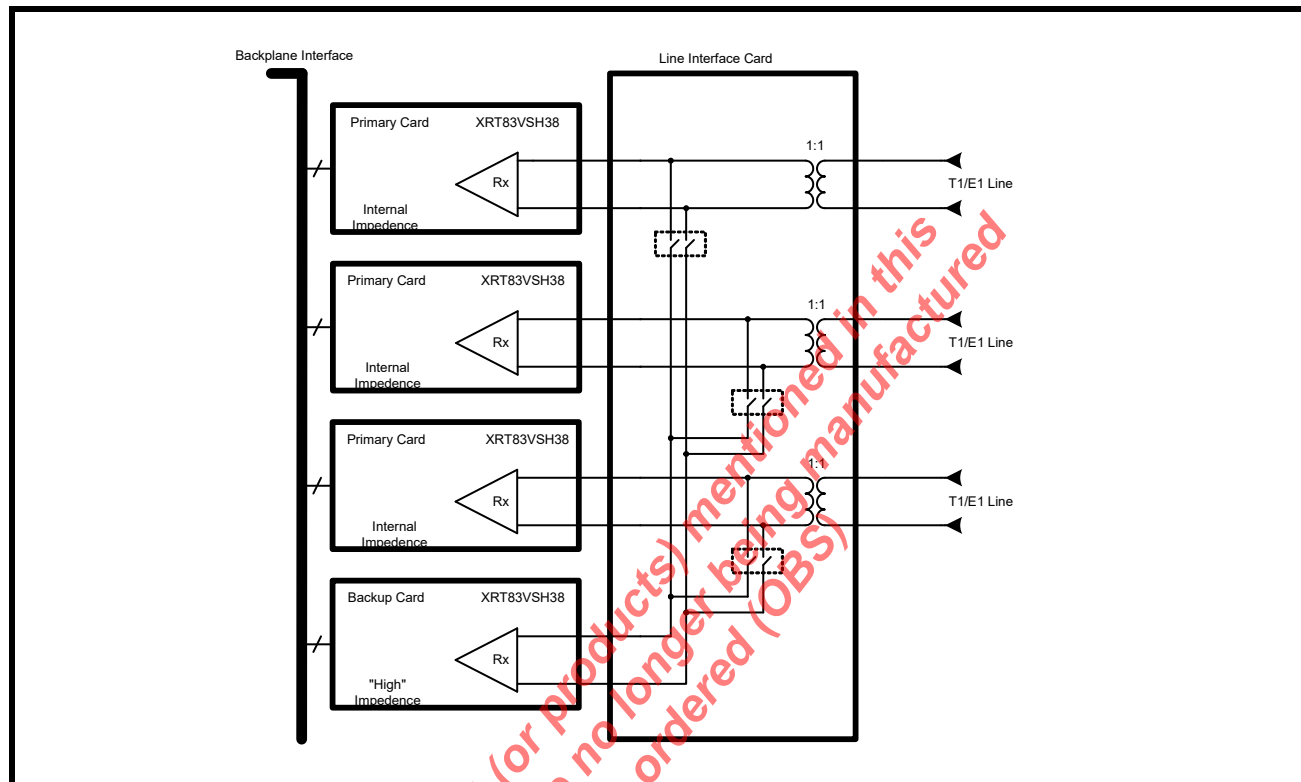 Backplane Interface
Line Interface Card
Primary Card XRT83VSH38
Rx
Internal
Impedence
1:1
T1/E1 Line
Primary Card XRT83VSH38
Rx
Internal
Impedence
1:1
T1/E1 Line
Primary Card XRT83VSH38
Rx
Internal
Impedence
1:1
T1/E1 Line
Backup Card XRT83VSH38
Rx
"High"
Impedence
(or products) mentioned in this
no longer being manufactured
ordered (OBS)